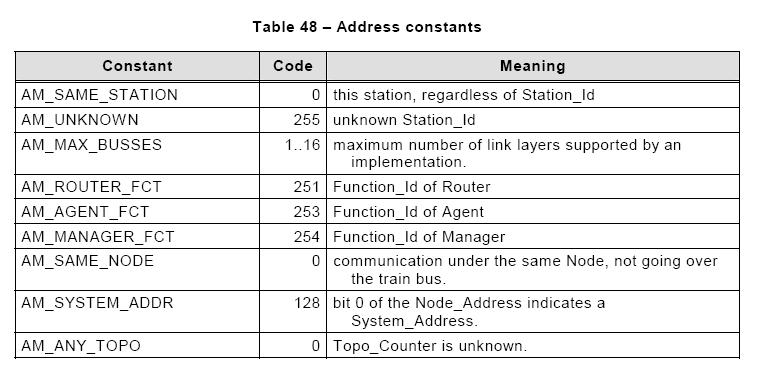 Table 48 – Address constants
Constant Code Meaning
AM_SAME_STATION 0 this station, regardless of Station_Id
AM_UNKNOWN 255 unknown Station_Id
AM_MAX_BUSSES 1..16 maximum number of link layers supported by an
implementation.
AM_ROUTER_FCT 251 Function_Id of Router
AM_AGENT_FCT 253 Function_Id of Agent
AM_MANAGER_FCT 254 Function_Id of Manager
AM_SAME_NODE 0 communication under the same Node, not going over
the train bus.
AM_SYSTEM_ADDR 128 bit 0 of the Node_Address indicates a
System_Address.
AM_ANY_TOPO 0 Topo_Counter is unknown.